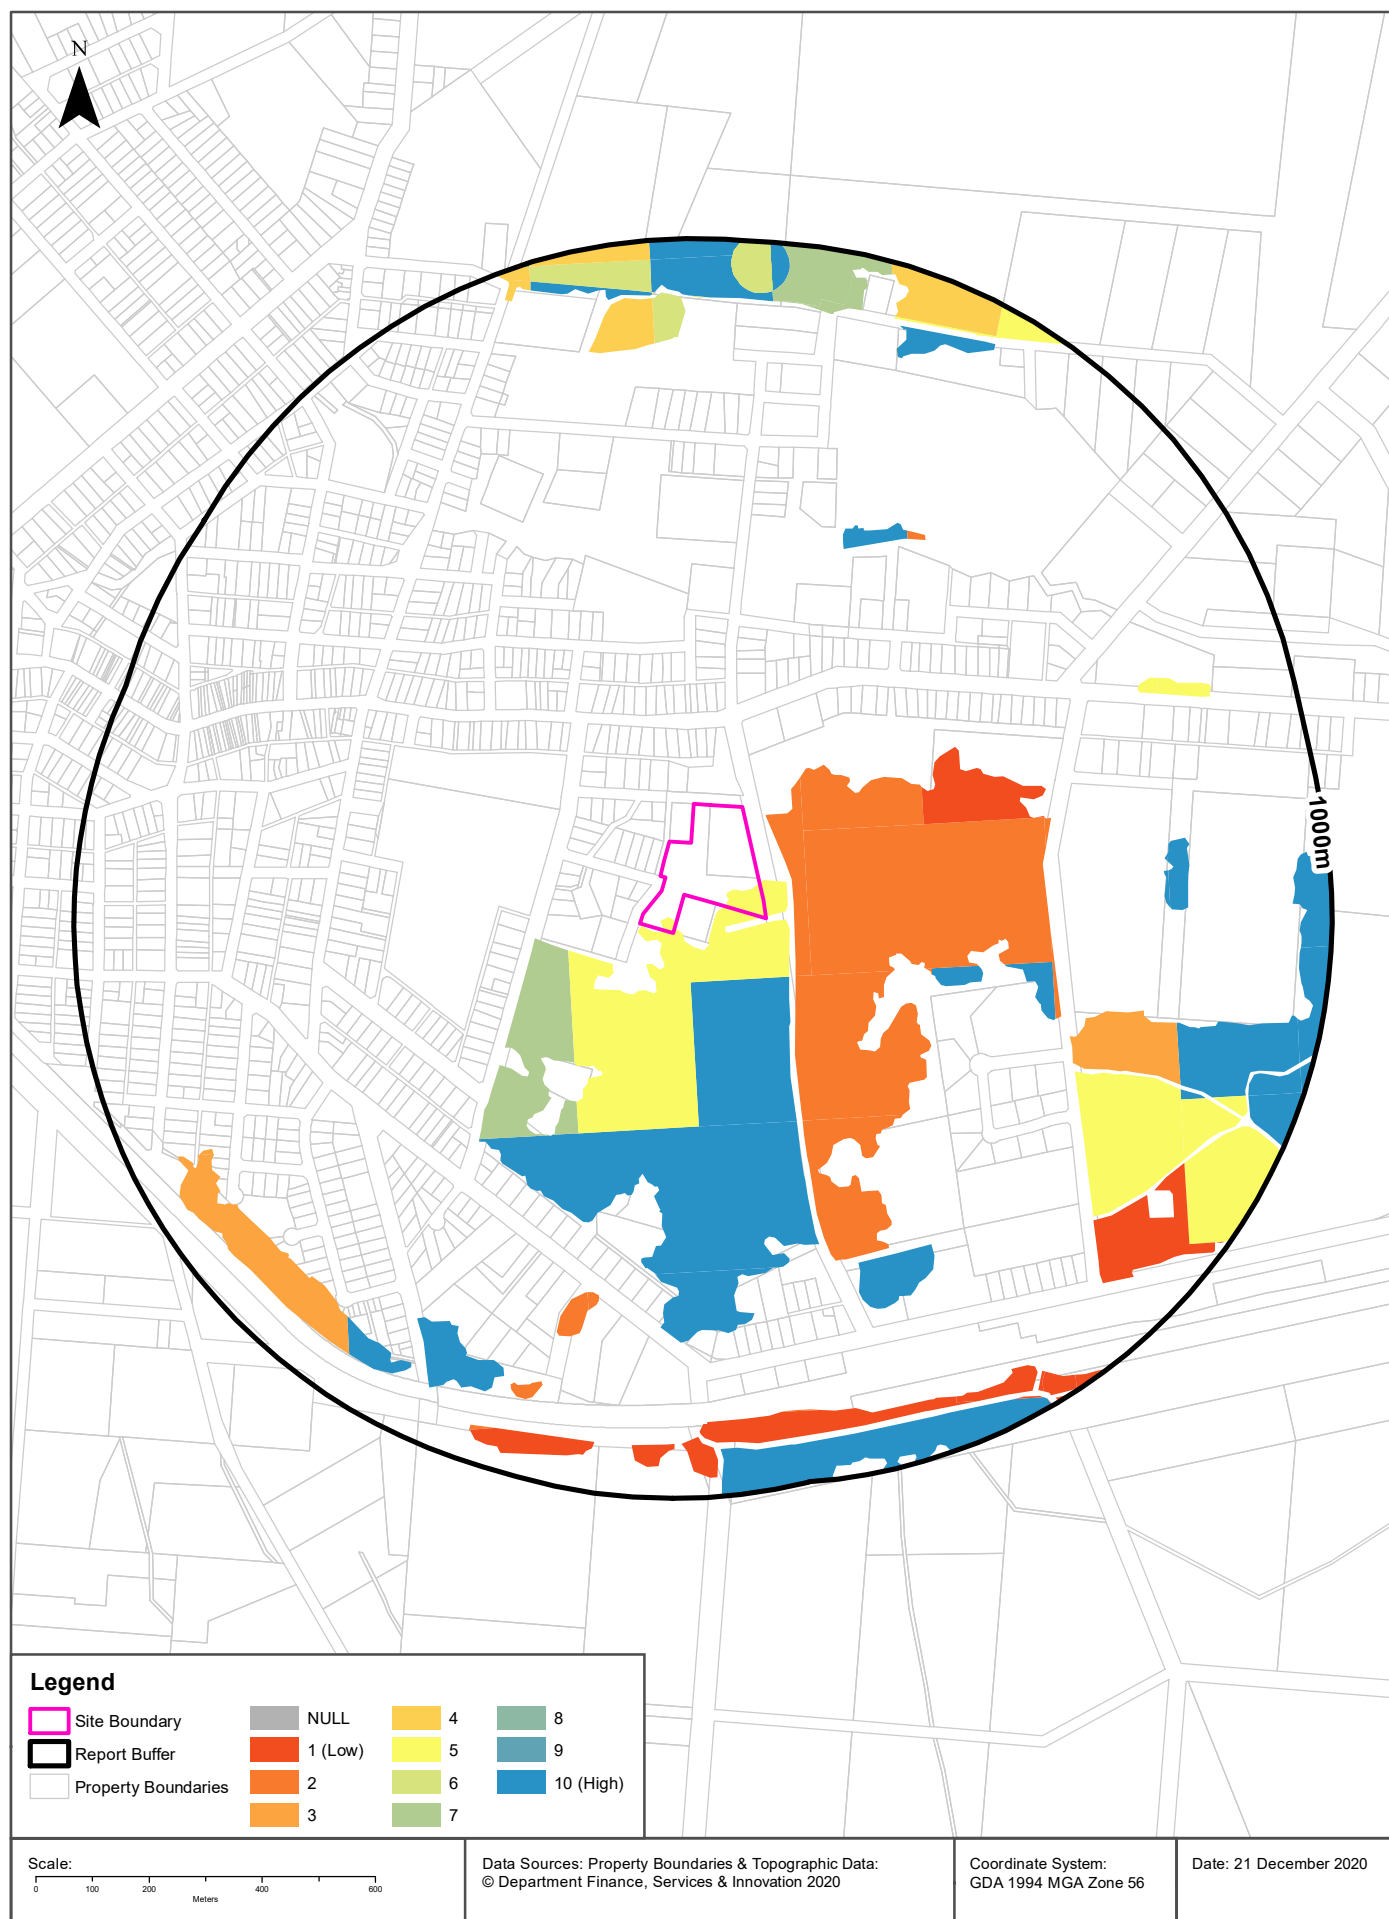 N
1000m
Legend
Site Boundary
Report Buffer
Property Boundaries
NULL
1 (Low)
2
3
4
5
6
7
8
9
10 (High)
Scale:
0 100 200 400 600
Meters
Data Sources: Property Boundaries & Topographic Data:
© Department Finance, Services & Innovation 2020
Coordinate System:
GDA 1994 MGA Zone 56
Date: 21 December 2020